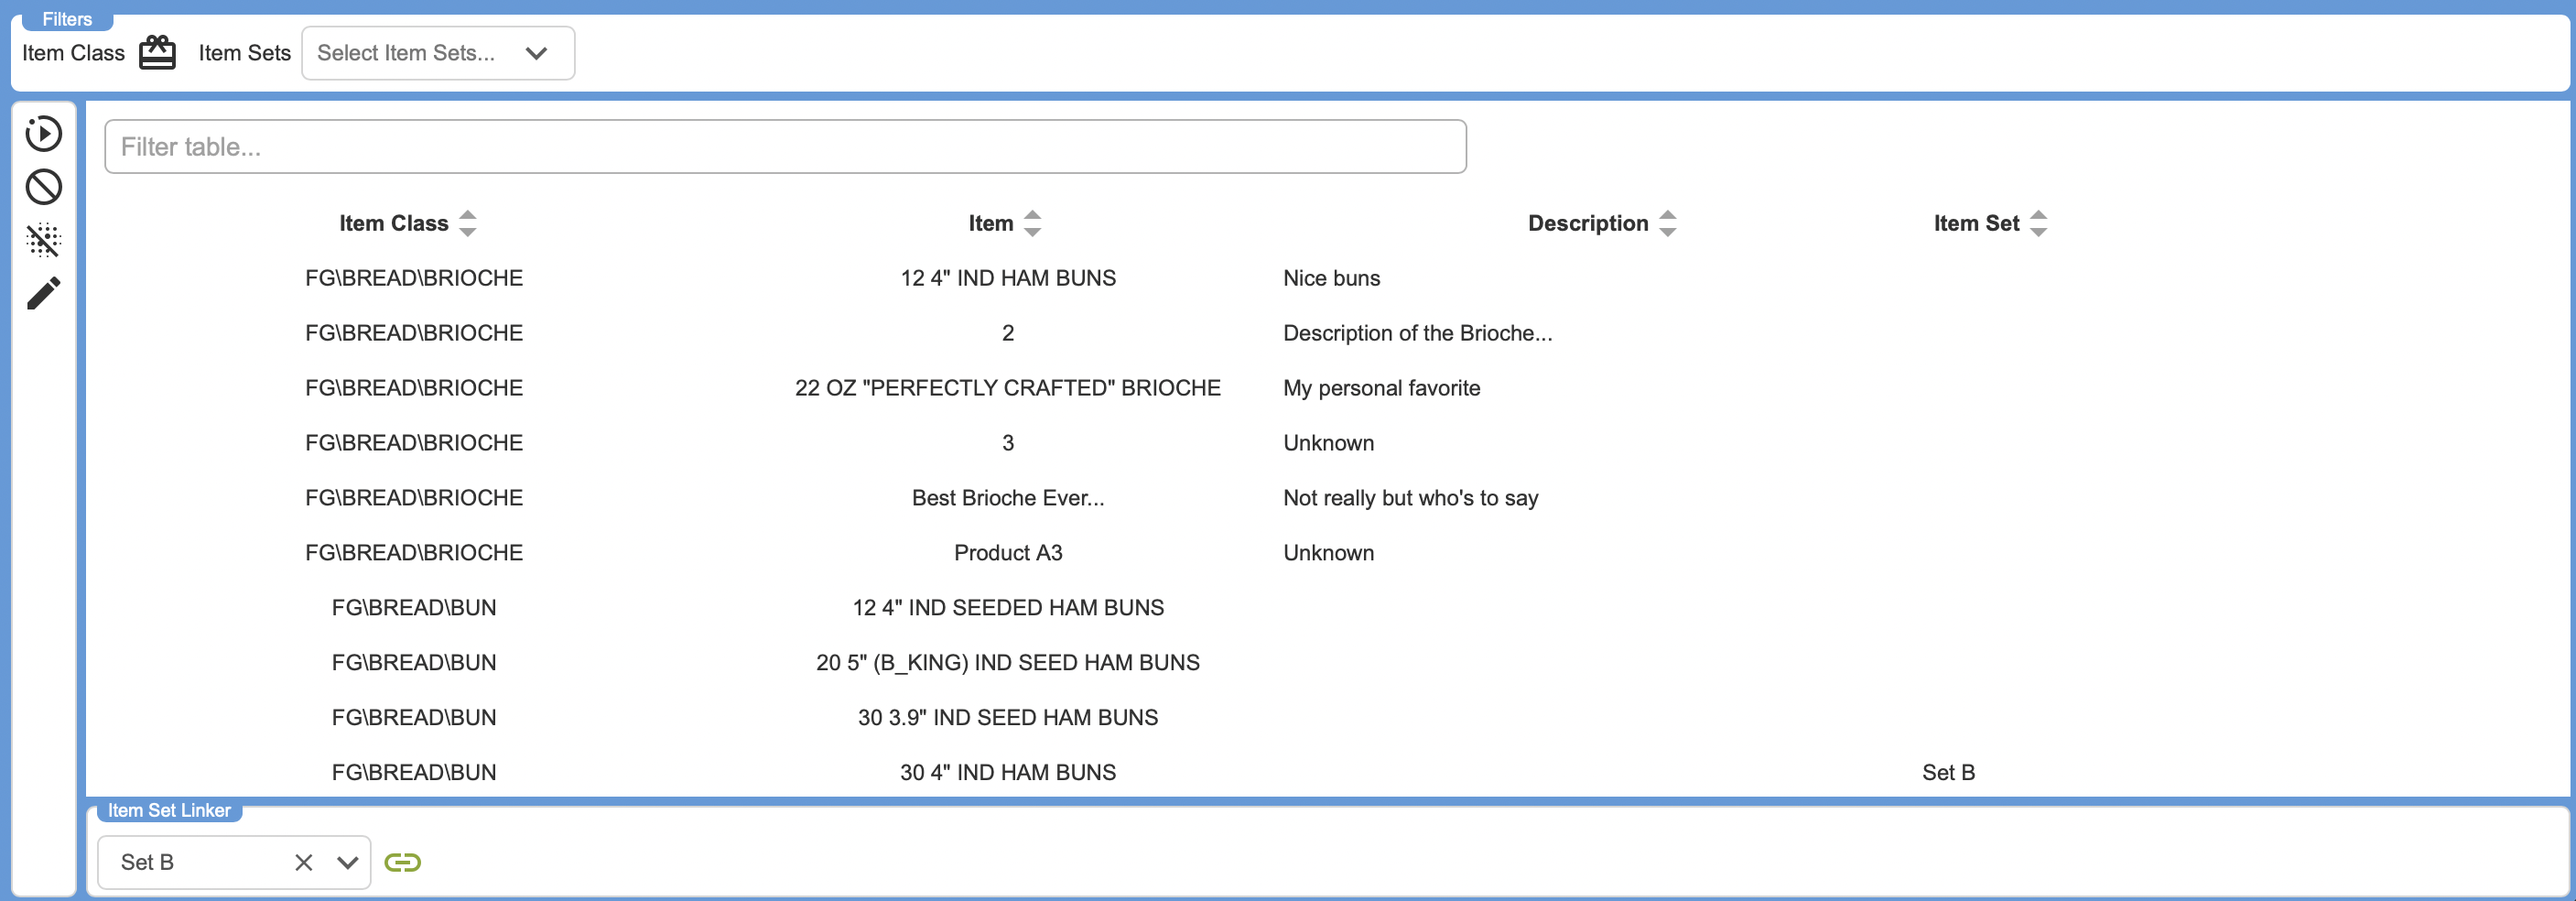 Filters
Item Class Item Sets Select Item Sets...
Filter table...
Item Class Item Description Item Set
FG\BREAD\BRIOCHE 12 4" IND HAM BUNS Nice buns
FG\BREAD\BRIOCHE 2 Description of the Brioche...
FG\BREAD\BRIOCHE 22 OZ "PERFECTLY CRAFTED" BRIOCHE My personal favorite
FG\BREAD\BRIOCHE 3 Unknown
FG\BREAD\BRIOCHE Best Brioche Ever... Not really but who's to say
FG\BREAD\BRIOCHE Product A3 Unknown
FG\BREAD\BUN 12 4" IND SEEDED HAM BUNS
FG\BREAD\BUN 20 5" (B_KING) IND SEED HAM BUNS
FG\BREAD\BUN 30 3.9" IND SEED HAM BUNS
FG\BREAD\BUN 30 4" IND HAM BUNS Set B
Item Set Linker
Set B